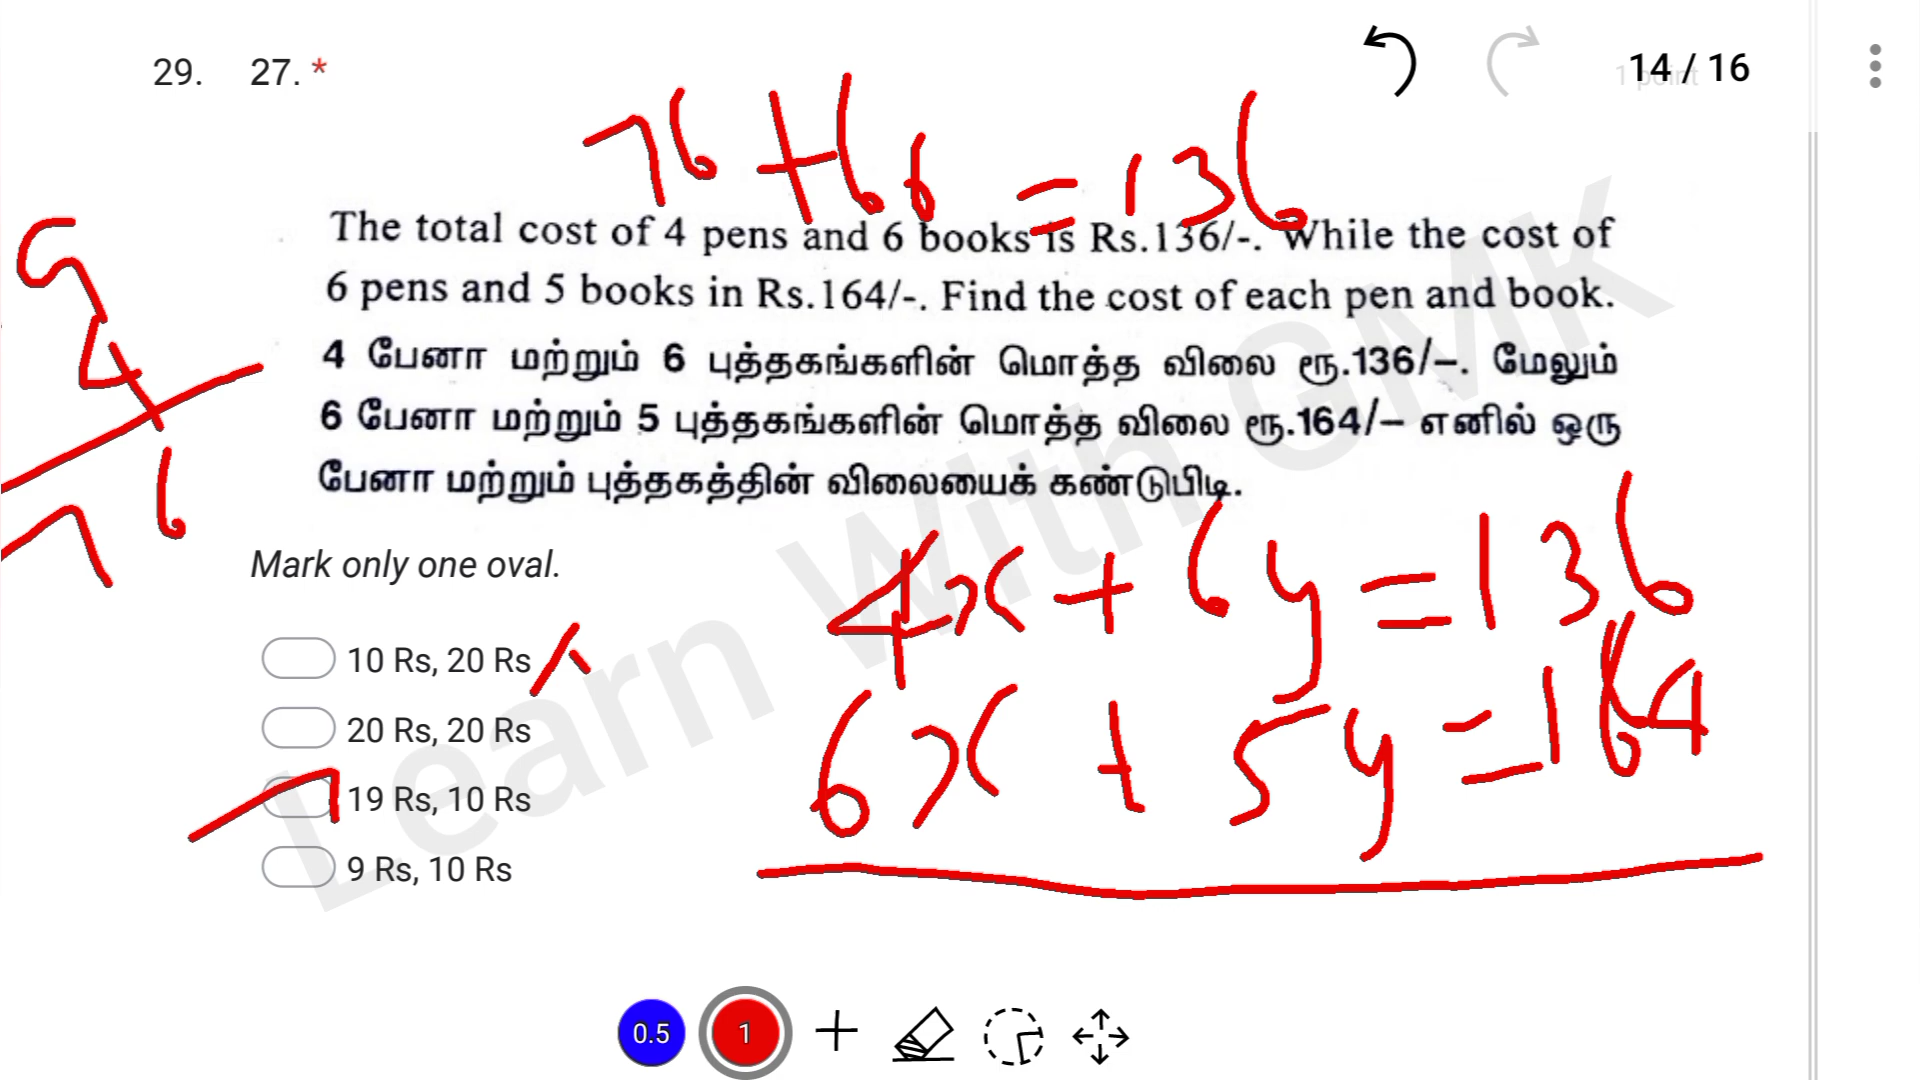 29. 27. *
14 / 16
1 point
76 + 66 = 136
The total cost of 4 pens and 6 books is Rs.136/-. While the cost of
6 pens and 5 books in Rs.164/-. Find the cost of each pen and book.
4 பேனா மற்றும் 6 புத்தகங்களின் மொத்த விலை ரூ.136/–. மேலும்
6 பேனா மற்றும் 5 புத்தகங்களின் மொத்த விலை ரூ.164/– எனில் ஒரு
பேனா மற்றும் புத்தகத்தின் விலையைக் கண்டுபிடி.
76
Mark only one oval.
4x + 6y = 136
6x + 5y = 164
10 Rs, 20 Rs
20 Rs, 20 Rs
19 Rs, 10 Rs
9 Rs, 10 Rs
Learn With GMK
0.5 1